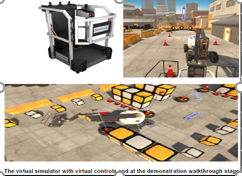 The virtual simulator with virtual controls and at the demonstration walkthrough stage